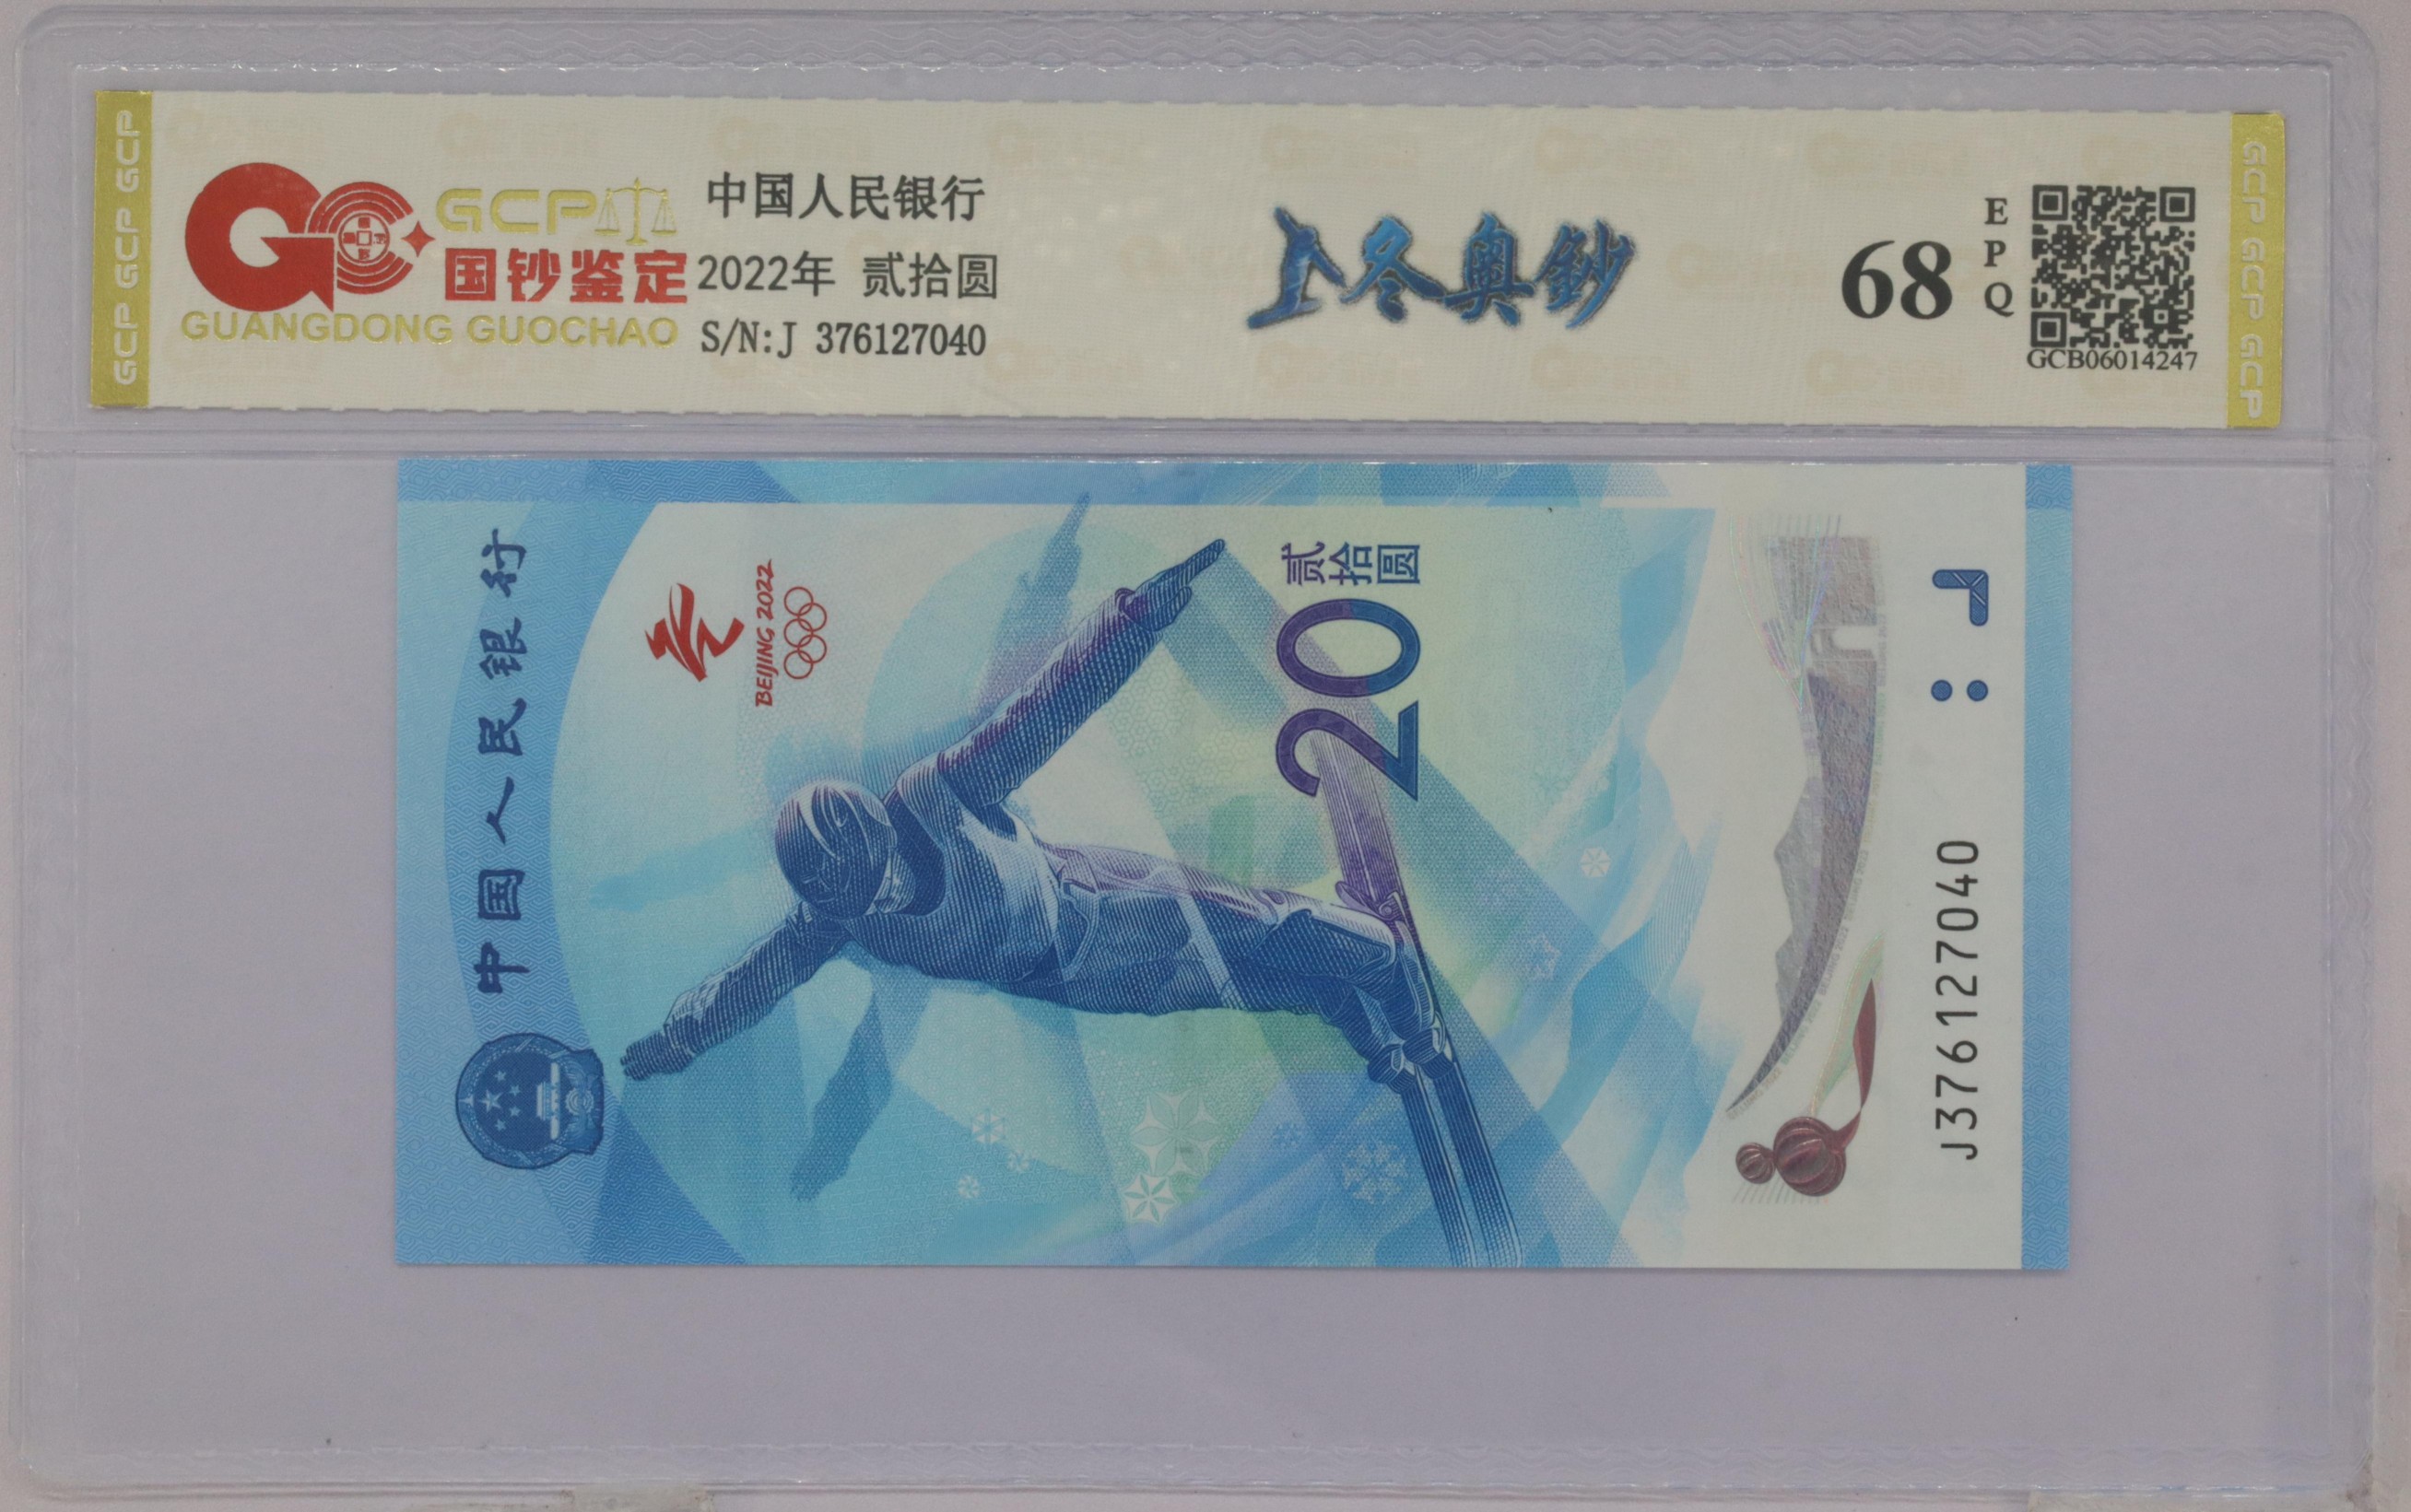 GCP GCP GCP
GCP
国钞鉴定
GUANGDONG GUOCHAO
中国人民银行
2022年 贰拾圆
S/N:J 376127040
冬奥鈔
68
EPQ
GCB06014247
GCP GCP GCP
中国人民银行
BEIJING 2022
贰拾圆
20
J376127040